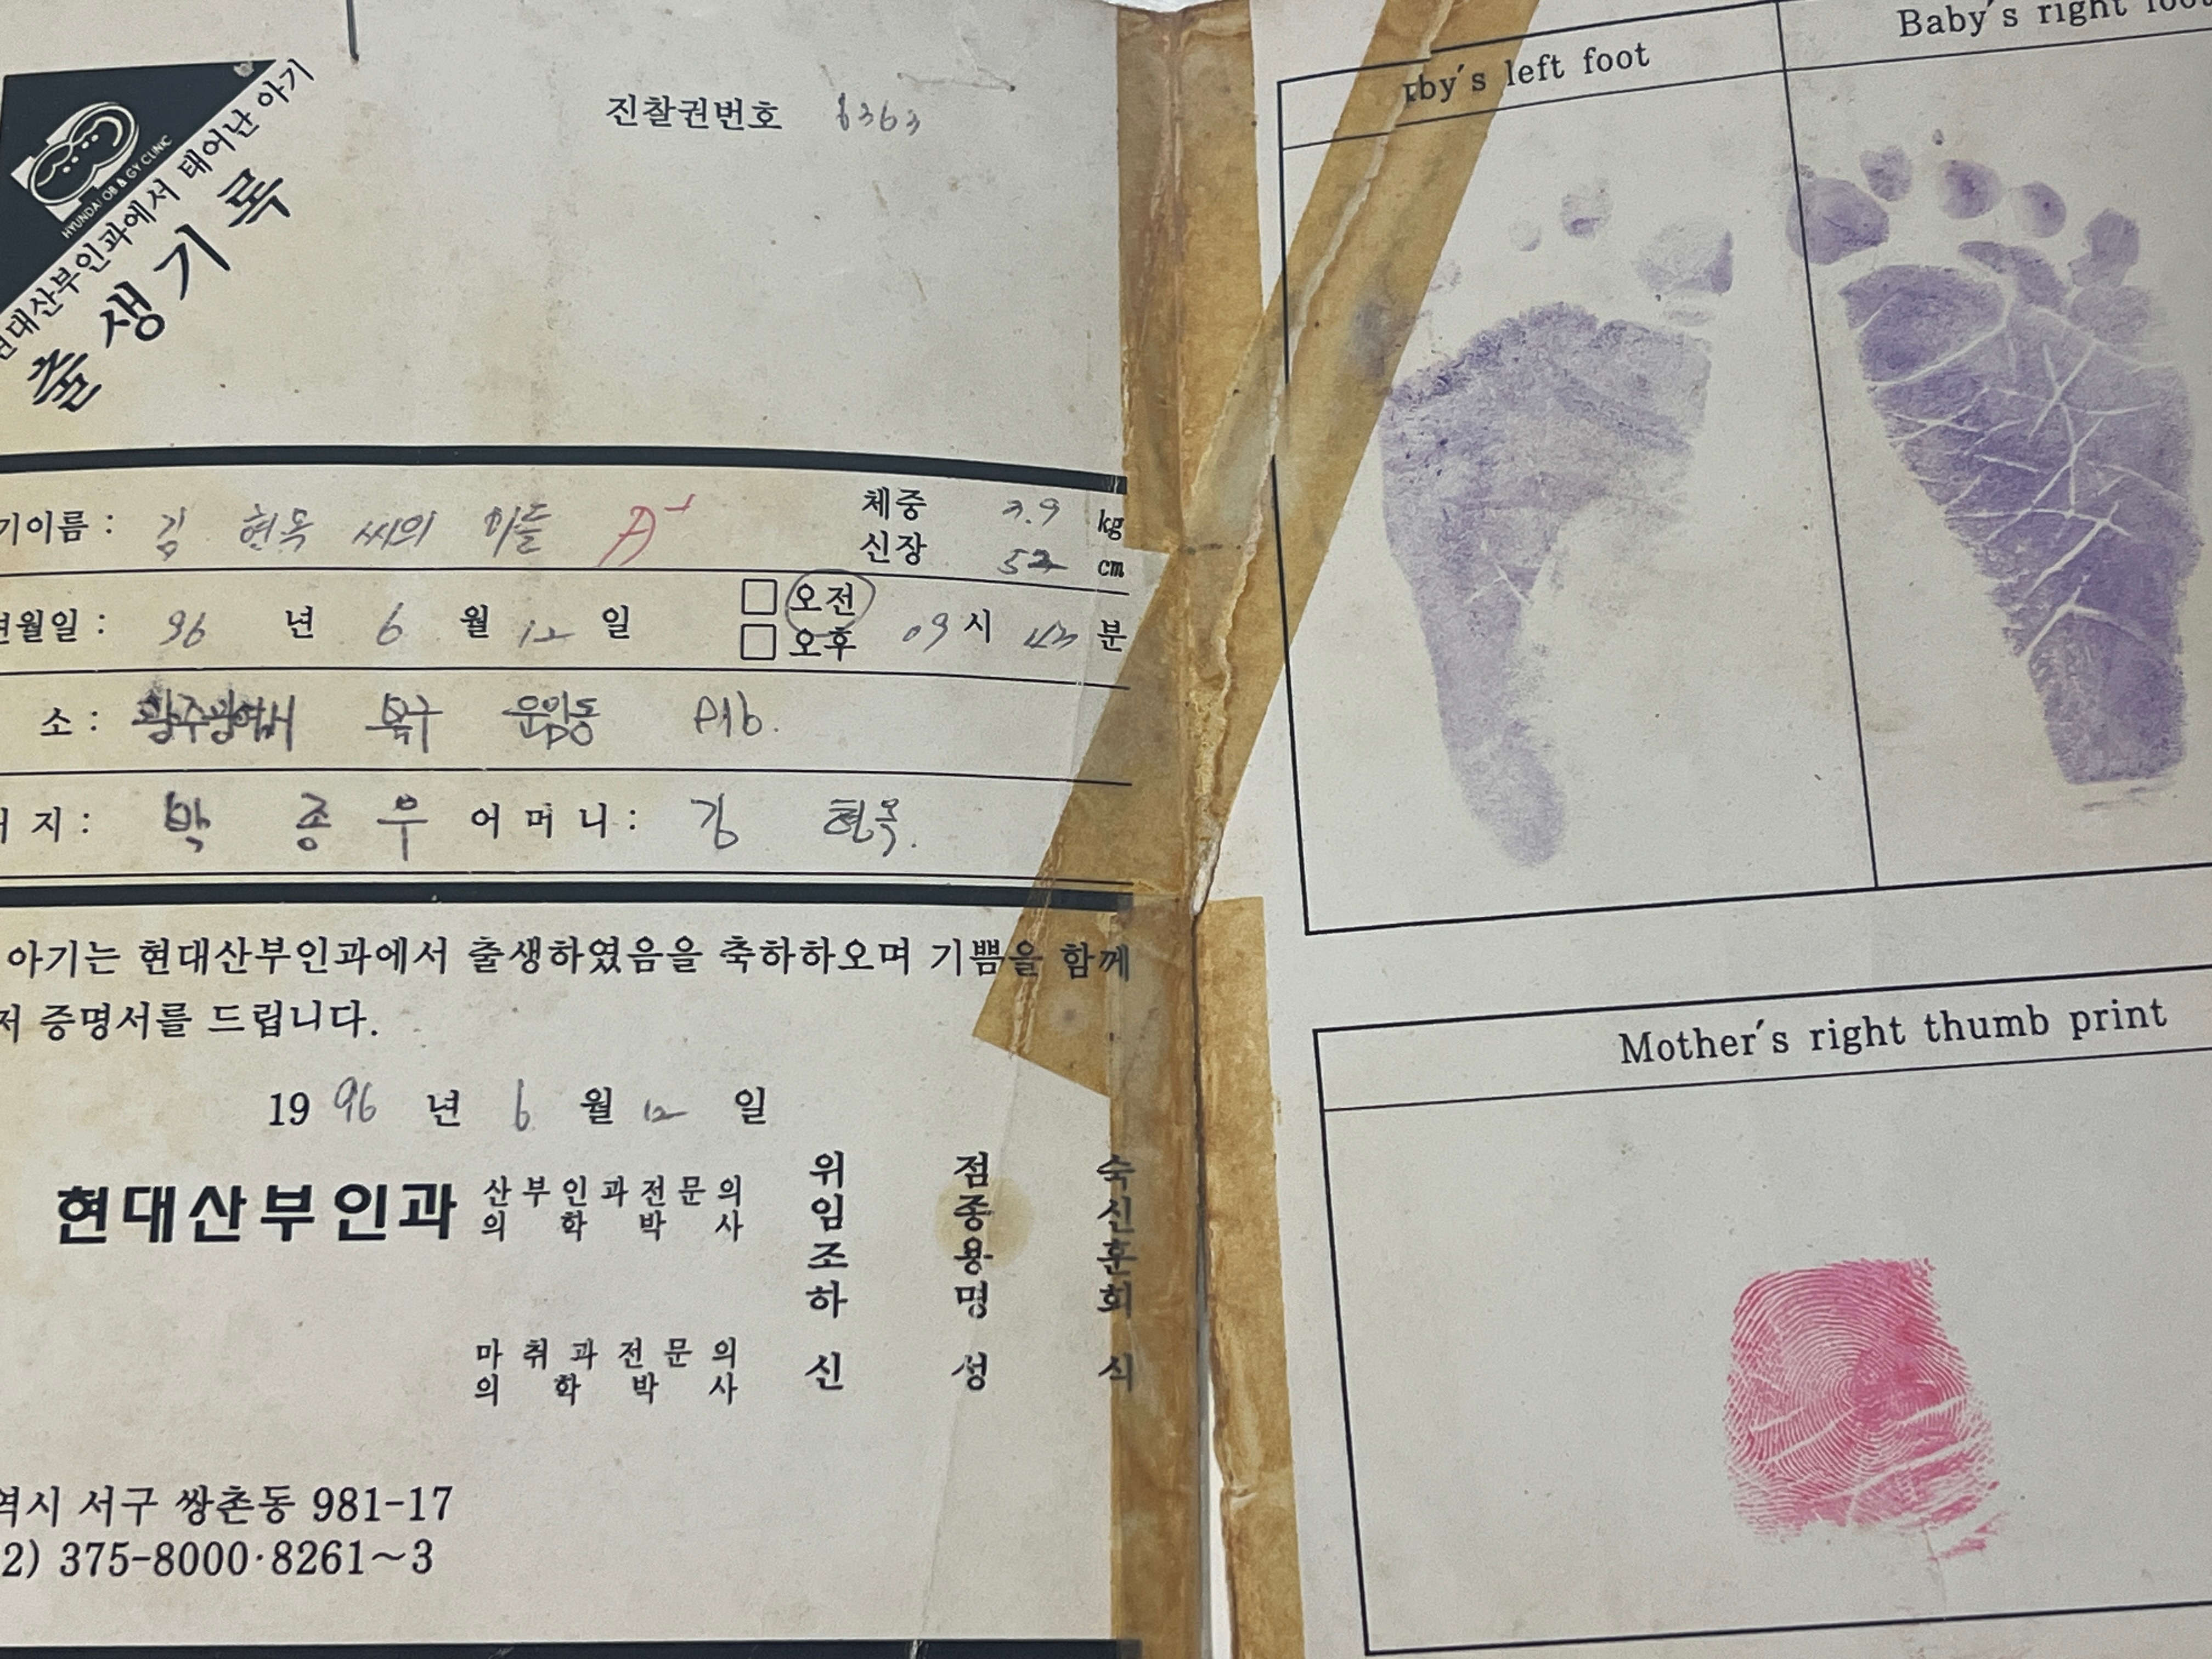 HYUNDAI OB & GY CLINIC
현대산부인과에서 태어난 아기
출생기록
진찰권번호 6363
기이름 : 김 현옥 씨의 아들 A+
체중 3.9 kg
신장 52 cm
년월일 : 96 년 6 월 12 일 오전 오후 09 시 43 분
소 : 광주광역시 북구 운암동
버 지 : 박 종 우 어 머 니 : 김 현옥.
아기는 현대산부인과에서 출생하였음을 축하하오며 기쁨을 함께
저 증명서를 드립니다.
19 96 년 6 월 12 일
현대산부인과 산부인과전문의 의학박사
위 점 숙
임 종 신
조 용 훈
하 명 희
마취과전문의 의학박사 신 성 식
역시 서구 쌍촌동 981-17
2) 375-8000·8261~3
by's left foot
Baby's right foot
Mother's right thumb print